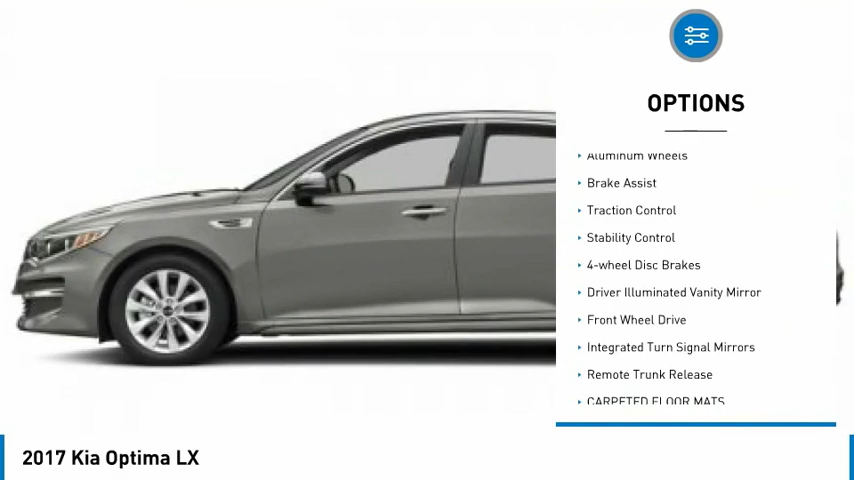 OPTIONS
Aluminum Wheels
Brake Assist
Traction Control
Stability Control
4-wheel Disc Brakes
Driver Illuminated Vanity Mirror
Front Wheel Drive
Integrated Turn Signal Mirrors
Remote Trunk Release
CARPETED FLOOR MATS
2017 Kia Optima LX